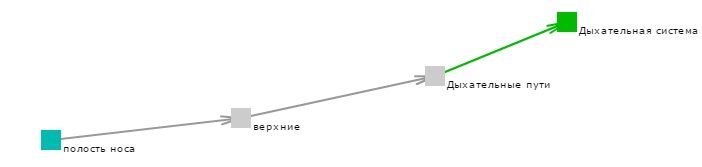 Дыхательная система
Дыхательные пути
верхние
полость носа